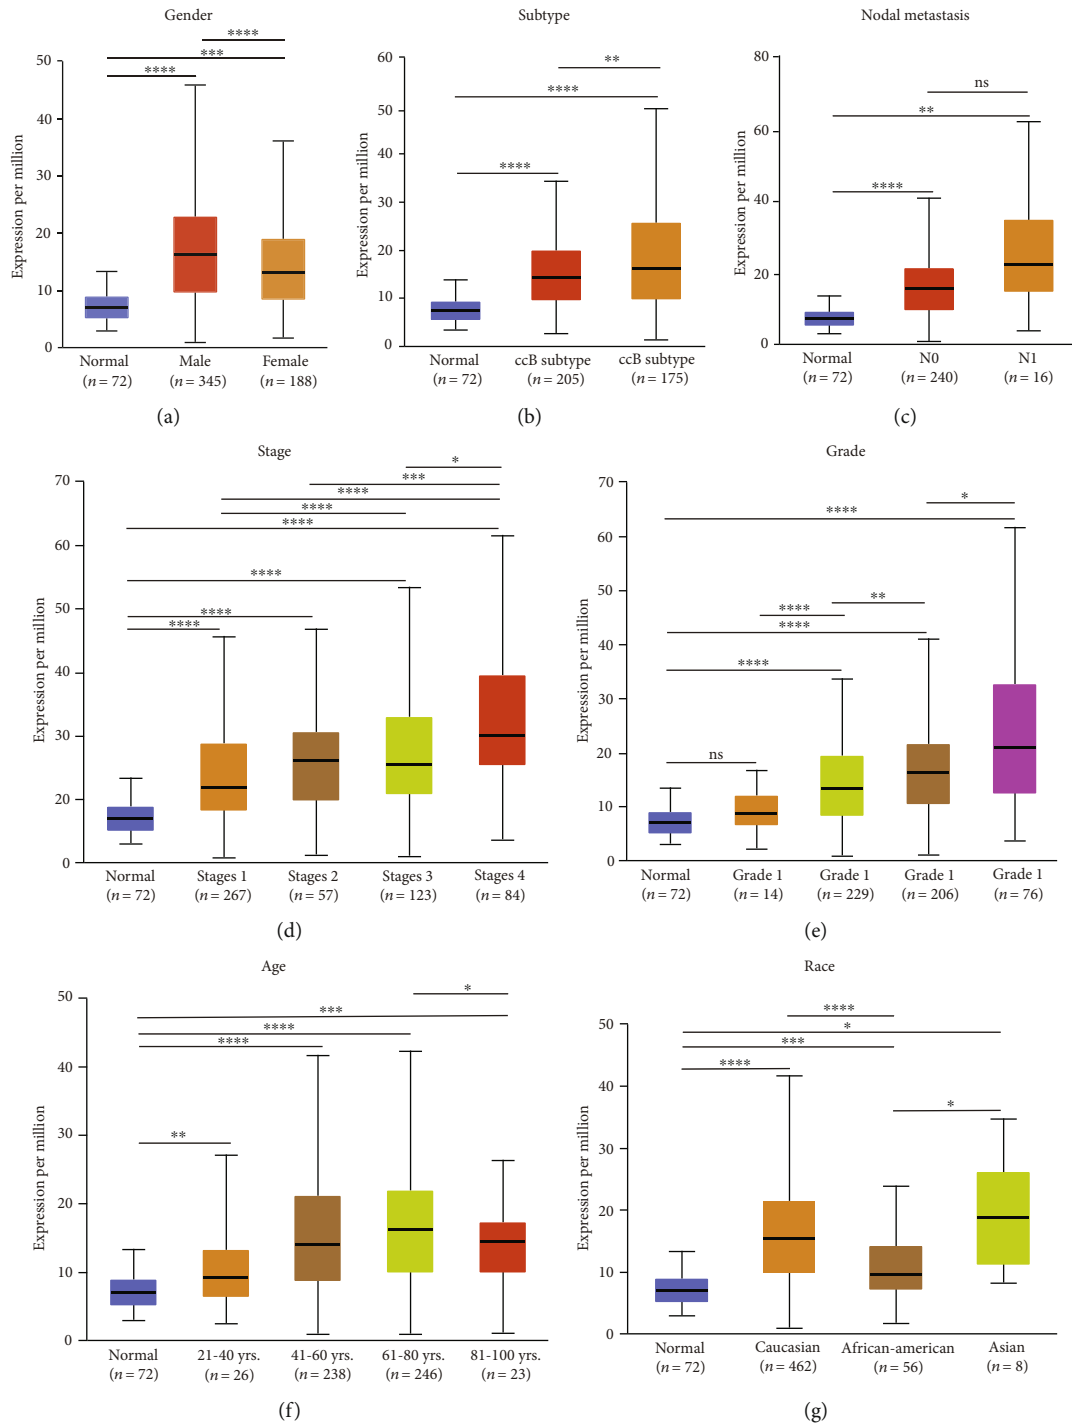 Gender
****
***
****
50
40
30
20
10
0
Expression per million
Normal
(n = 72)
Male
(n = 345)
Female
(n = 188)
(a)
Subtype
**
****
****
60
50
40
30
20
10
0
Expression per million
Normal
(n = 72)
ccB subtype
(n = 205)
ccB subtype
(n = 175)
(b)
Nodal metastasis
ns
**
****
80
60
40
20
0
Expression per million
Normal
(n = 72)
N0
(n = 240)
N1
(n = 16)
(c)
Stage
*
***
****
****
****
****
****
****
70
60
50
40
30
20
10
0
Expression per million
Normal
(n = 72)
Stages 1
(n = 267)
Stages 2
(n = 57)
Stages 3
(n = 123)
Stages 4
(n = 84)
(d)
Grade
*
****
**
****
****
****
ns
70
60
50
40
30
20
10
0
Expression per million
Normal
(n = 72)
Grade 1
(n = 14)
Grade 1
(n = 229)
Grade 1
(n = 206)
Grade 1
(n = 76)
(e)
Age
*
***
****
****
**
50
40
30
20
10
0
Expression per million
Normal
(n = 72)
21-40 yrs.
(n = 26)
41-60 yrs.
(n = 238)
61-80 yrs.
(n = 246)
81-100 yrs.
(n = 23)
(f)
Race
****
*
***
****
*
50
40
30
20
10
0
Expression per million
Normal
(n = 72)
Caucasian
(n = 462)
African-american
(n = 56)
Asian
(n = 8)
(g)